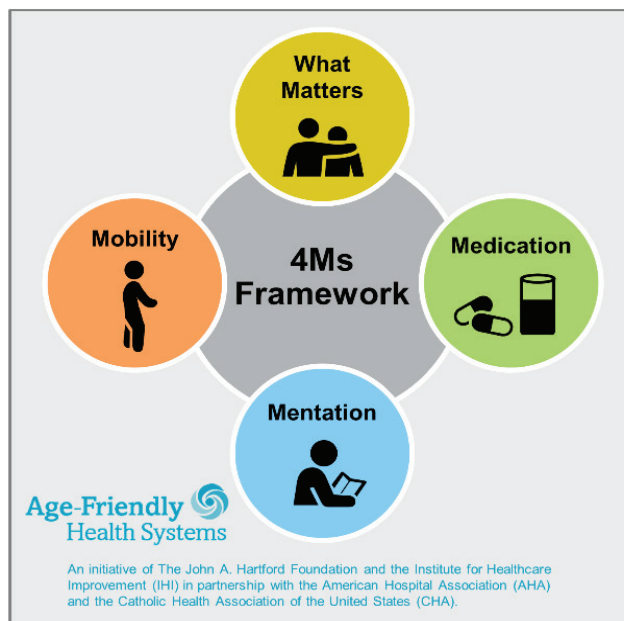 What
Matters
Mobility
4Ms
Framework
Medication
Mentation
Age-Friendly
Health Systems
An initiative of The John A. Hartford Foundation and the Institute for Healthcare
Improvement (IHI) in partnership with the American Hospital Association (AHA)
and the Catholic Health Association of the United States (CHA).